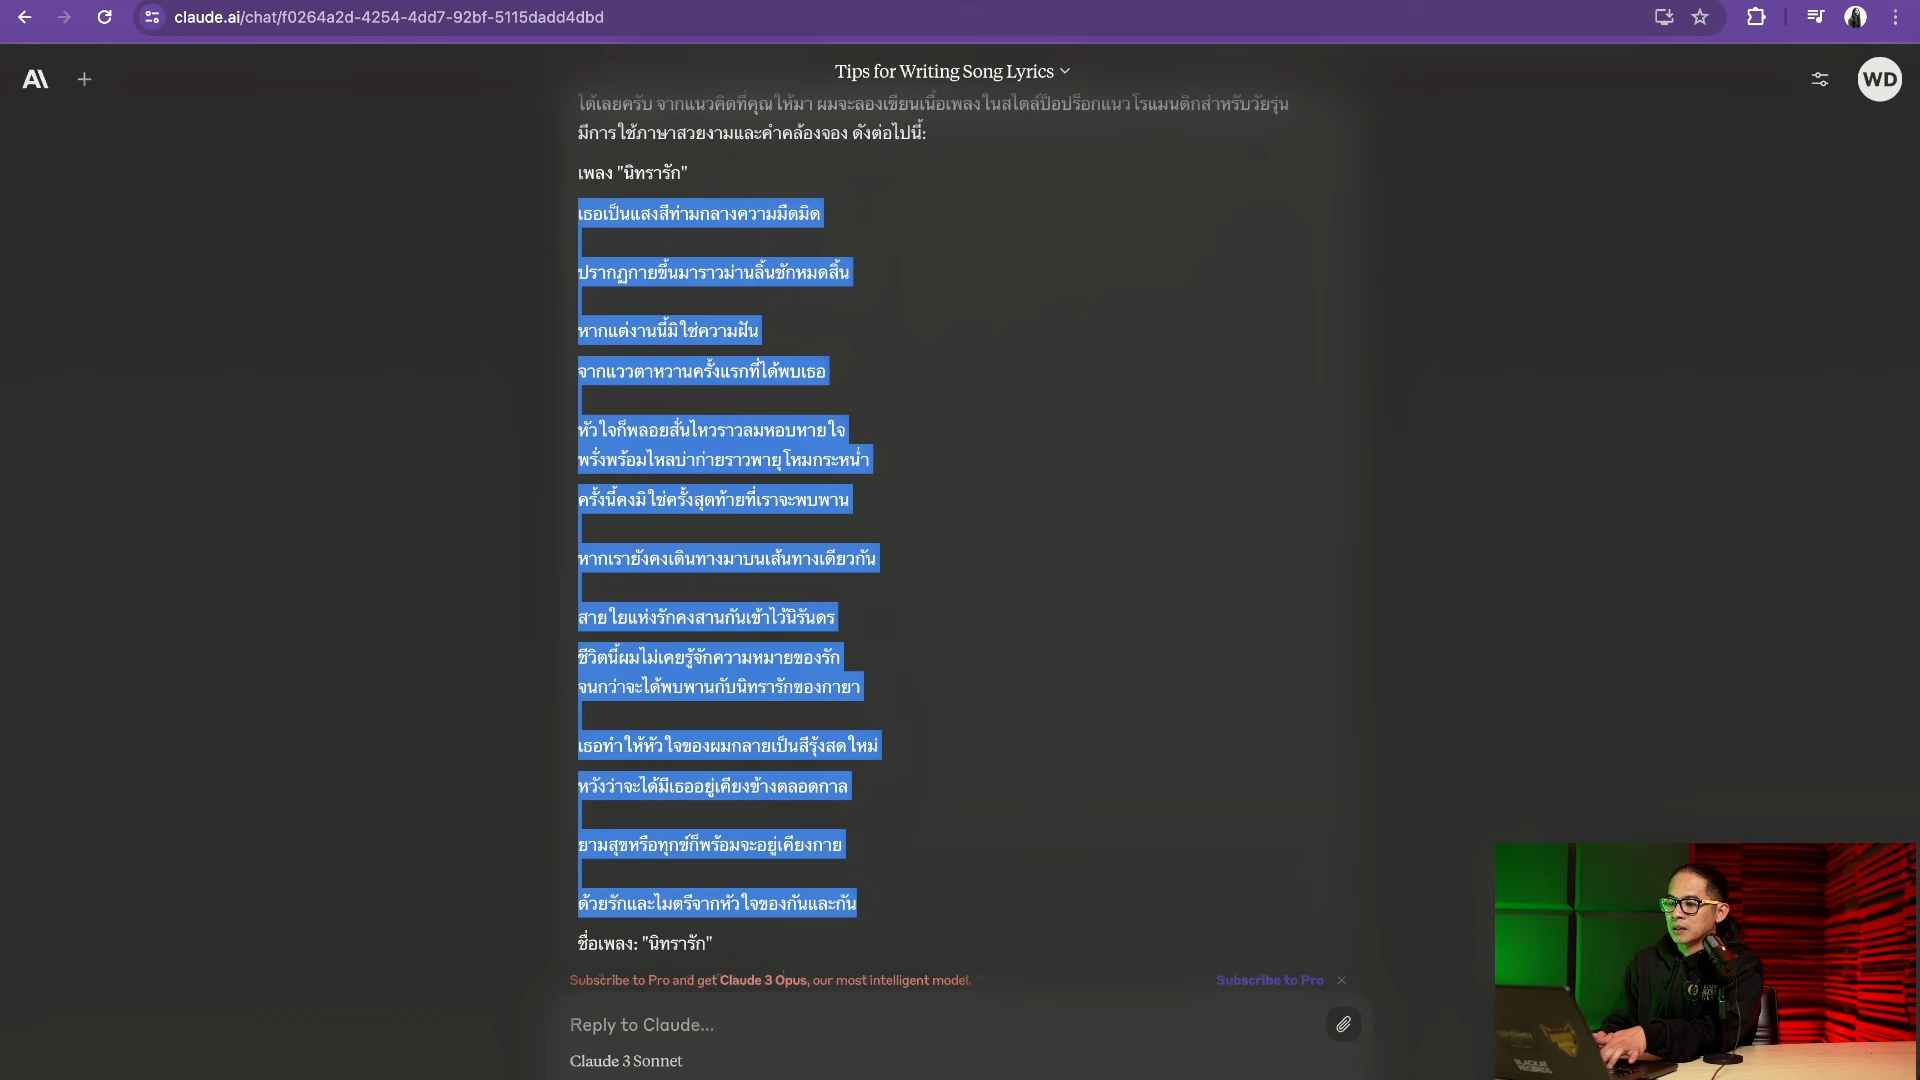 claude.ai/chat/f0264a2d-4254-4dd7-92bf-5115dadd4dbd
Tips for Writing Song Lyrics
WD
ได้เลยครับ จากแนวคิดที่คุณให้มา ผมจะลองเขียนเนื้อเพลงในสไตล์ป็อปร็อกแนวโรแมนติกสำหรับวัยรุ่น
มีการใช้ภาษาสวยงามและคำคล้องจอง ดังต่อไปนี้:
เพลง "นิทรารัก"
เธอเป็นแสงสีท่ามกลางความมืดมิด
ปรากฏกายขึ้นมาราวม่านลิ้นชักหมดสิ้น
หากแต่งานนี้มิใช่ความฝัน
จากแววตาหวานครั้งแรกที่ได้พบเธอ
หัวใจก็พลอยสั่นไหวราวลมหอบหายใจ
พรั่งพร้อมไหลบ่าก่ายราวพายุโหมกระหน่ำ
ครั้งนี้คงมิใช่ครั้งสุดท้ายที่เราจะพบพาน
หากเรายังคงเดินทางมาบนเส้นทางเดียวกัน
สายใยแห่งรักคงสานกันเข้าไว้นิรันดร
ชีวิตนี้ผมไม่เคยรู้จักความหมายของรัก
จนกว่าจะได้พบพานกับนิทรารักของกายา
เธอทำให้หัวใจของผมกลายเป็นสีรุ้งสดใหม่
หวังว่าจะได้มีเธออยู่เคียงข้างตลอดกาล
ยามสุขหรือทุกข์ก็พร้อมจะอยู่เคียงกาย
ด้วยรักและไมตรีจากหัวใจของกันและกัน
ชื่อเพลง: "นิทรารัก"
Subscribe to Pro and get Claude 3 Opus, our most intelligent model.
Subscribe to Pro
Reply to Claude...
Claude 3 Sonnet